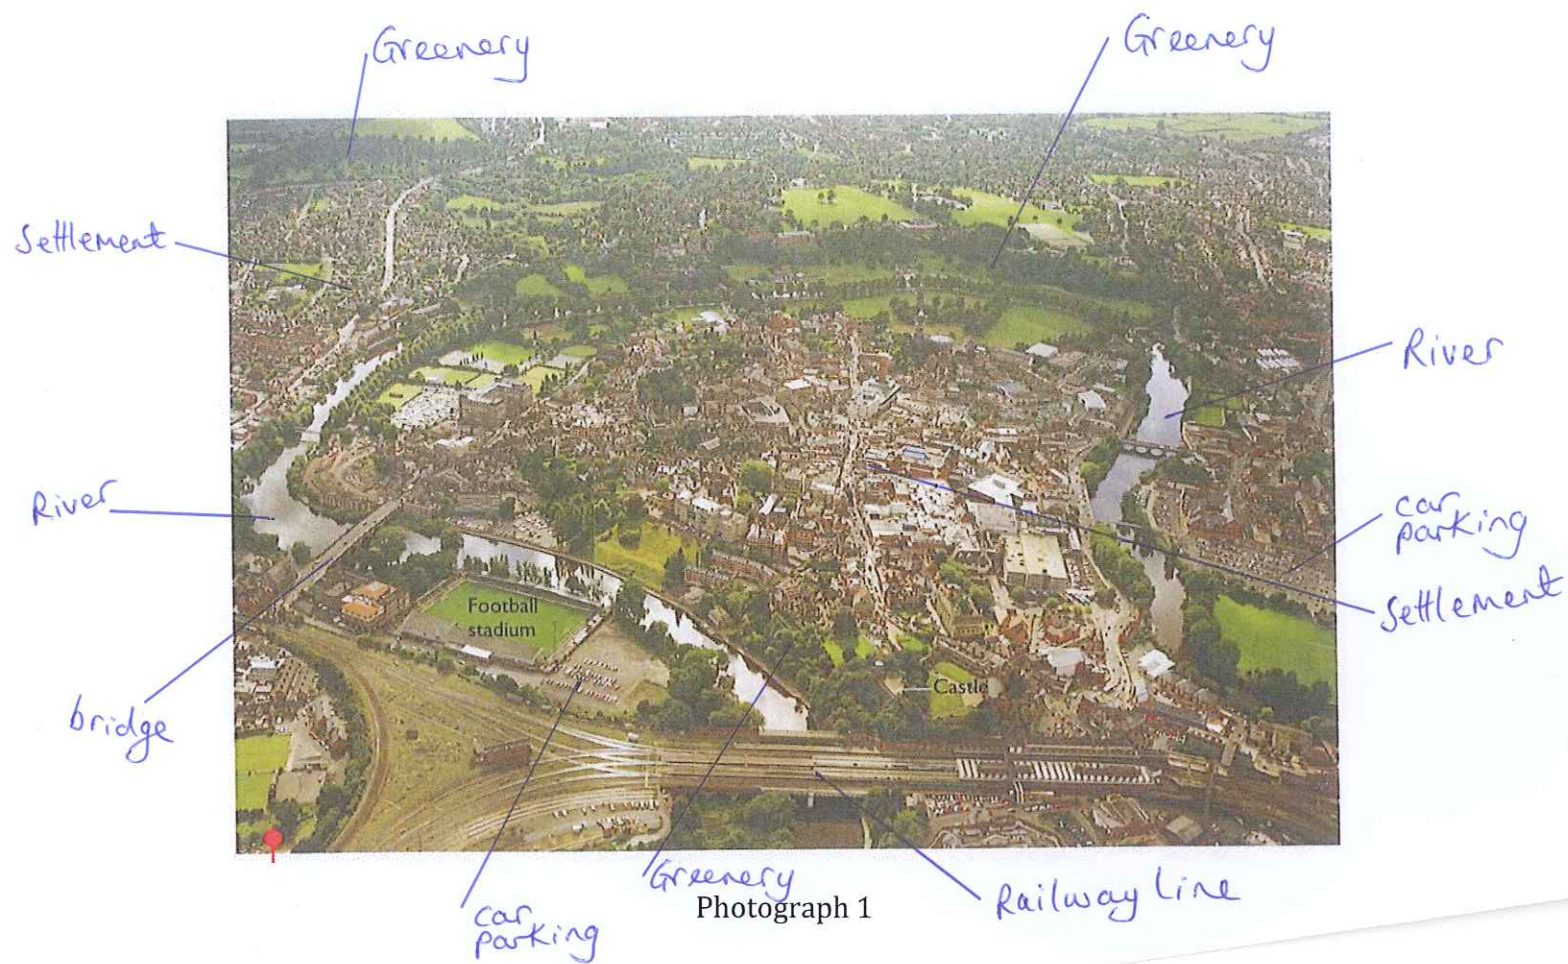 Greenery
Greenery
Settlement
River
River
car
parking
Settlement
Football
stadium
Castle
bridge
Greenery
Railway Line
Photograph 1
car
parking